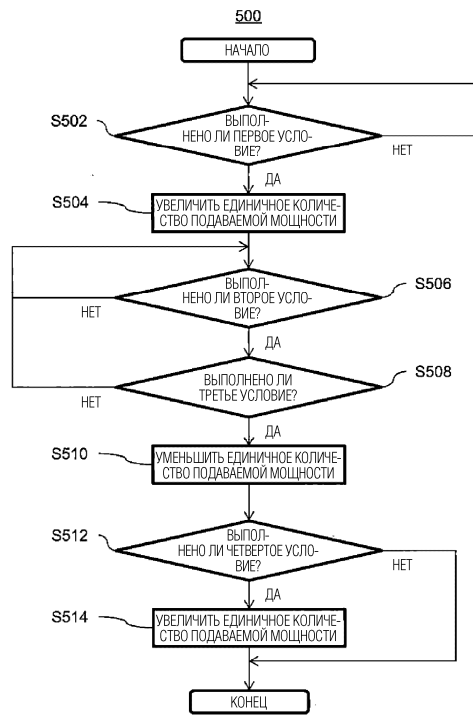 500
НАЧАЛО
S502
ВЫПОЛ-
НЕНО ЛИ ПЕРВОЕ УСЛО-
ВИЕ?
НЕТ
ДА
S504
УВЕЛИЧИТЬ ЕДИНИЧНОЕ КОЛИЧЕ-
СТВО ПОДАВАЕМОЙ МОЩНОСТИ
ВЫПОЛ-
НЕНО ЛИ ВТОРОЕ УСЛО-
ВИЕ?
S506
НЕТ
ДА
ВЫПОЛНЕНО ЛИ
ТРЕТЬЕ УСЛОВИЕ?
S508
НЕТ
ДА
S510
УМЕНЬШИТЬ ЕДИНИЧНОЕ КОЛИЧЕ-
СТВО ПОДАВАЕМОЙ МОЩНОСТИ
S512
ВЫПОЛ-
НЕНО ЛИ ЧЕТВЕРТОЕ УСЛО-
ВИЕ?
НЕТ
ДА
S514
УВЕЛИЧИТЬ ЕДИНИЧНОЕ КОЛИЧЕ-
СТВО ПОДАВАЕМОЙ МОЩНОСТИ
КОНЕЦ